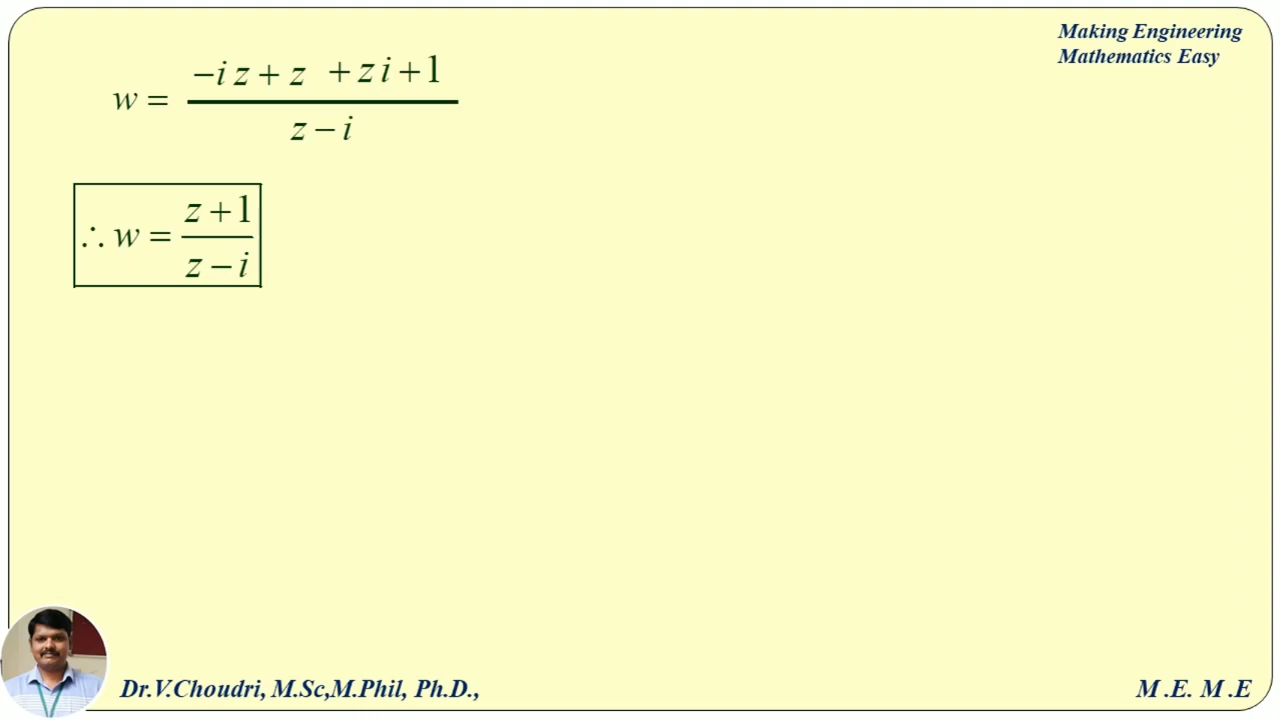 Making Engineering
Mathematics Easy
w = (−i z + z + z i + 1) / (z − i)
∴ w = (z + 1) / (z − i)
Dr.V.Choudri, M.Sc,M.Phil, Ph.D.,
M .E. M .E